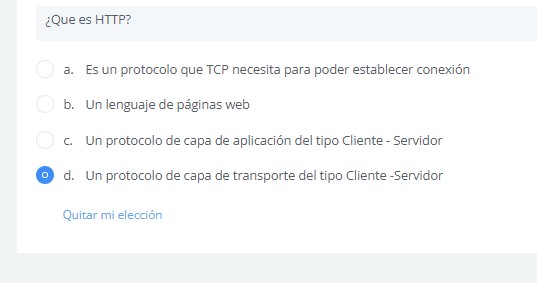 ¿Que es HTTP?
a. Es un protocolo que TCP necesita para poder establecer conexión
b. Un lenguaje de páginas web
c. Un protocolo de capa de aplicación del tipo Cliente - Servidor
d. Un protocolo de capa de transporte del tipo Cliente -Servidor
Quitar mi elección